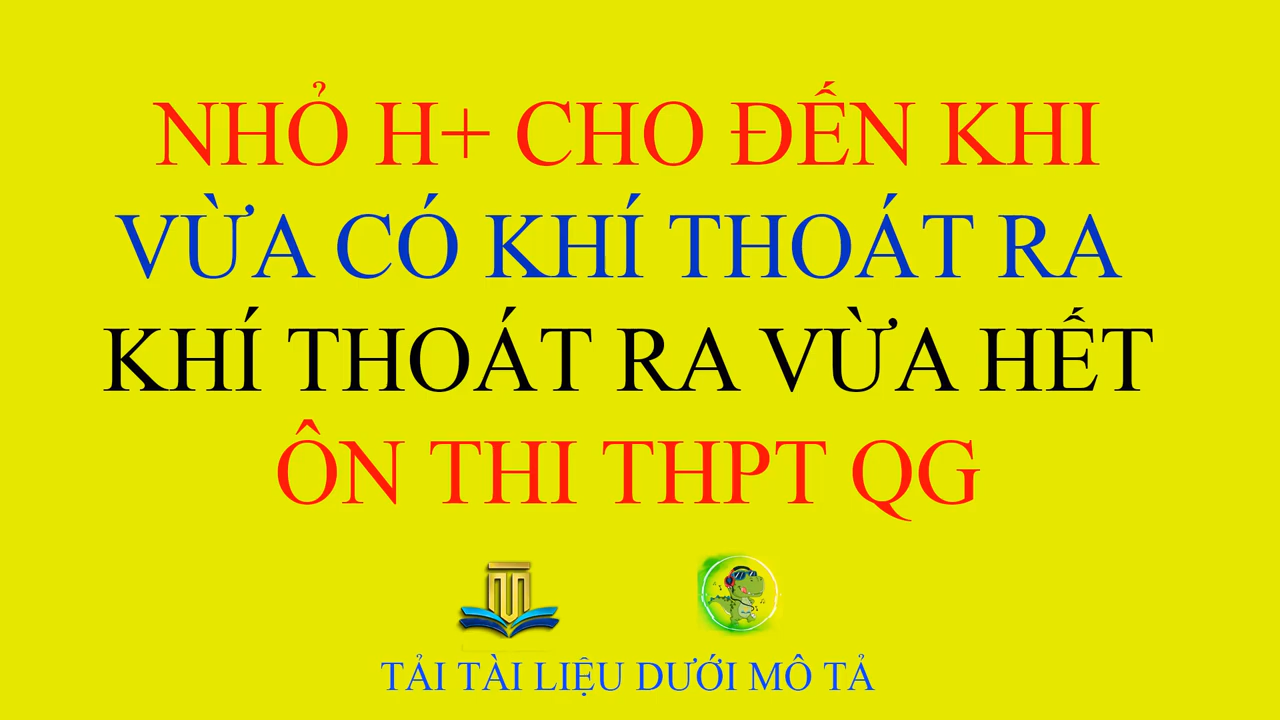 NHỎ H+ CHO ĐẾN KHI
VỪA CÓ KHÍ THOÁT RA
KHÍ THOÁT RA VỪA HẾT
ÔN THI THPT QG
TẢI TÀI LIỆU DƯỚI MÔ TẢ